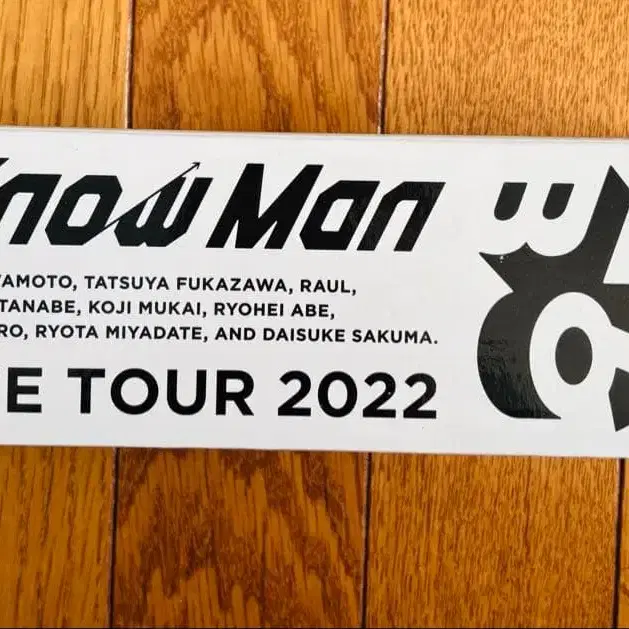 now Man
YAMOTO, TATSUYA FUKAZAWA, RAUL,
TANABE, KOJI MUKAI, RYOHEI ABE,
RO, RYOTA MIYADATE, AND DAISUKE SAKUMA.
E TOUR 2022